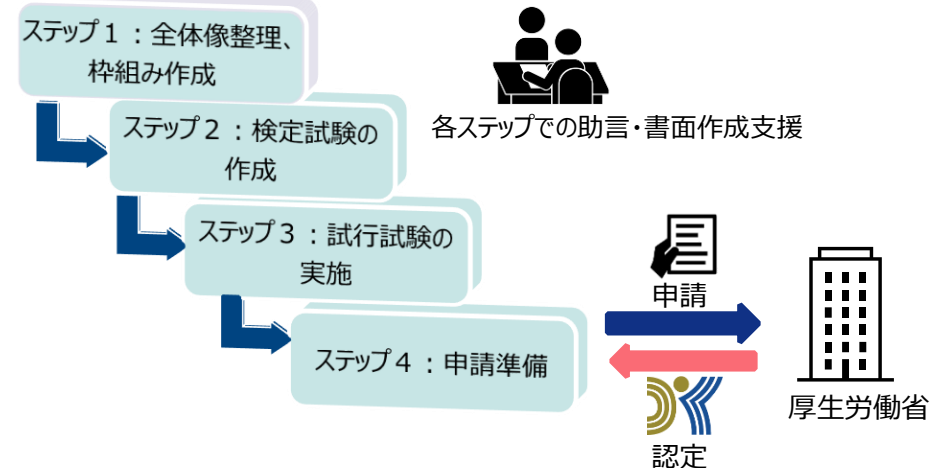 ステップ１：全体像整理、
枠組み作成
各ステップでの助言・書面作成支援
ステップ２：検定試験の
作成
ステップ３：試行試験の
実施
ステップ４：申請準備
申請
認定
厚生労働省